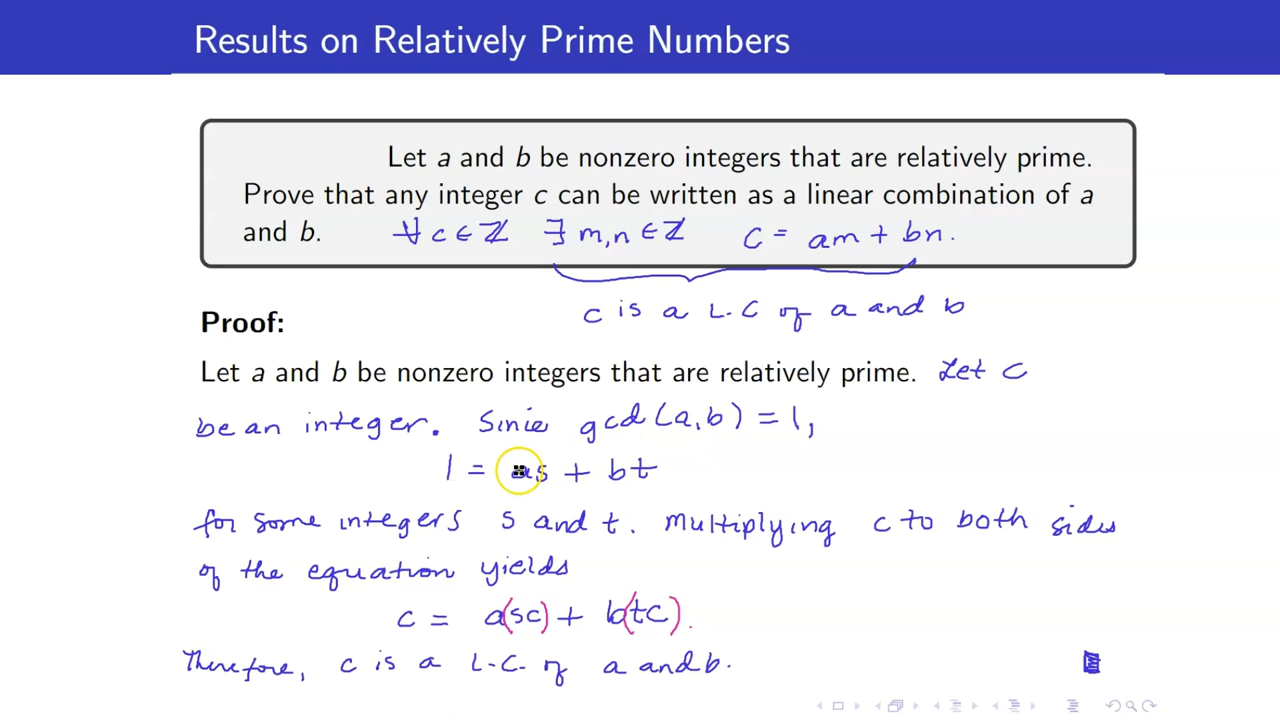 Results on Relatively Prime Numbers
Let a and b be nonzero integers that are relatively prime.
Prove that any integer c can be written as a linear combination of a
and b. ∀ c ∈ ℤ ∃ m,n ∈ ℤ c = am + bn.
c is a L.C of a and b
Proof:
Let a and b be nonzero integers that are relatively prime. Let c
be an integer. Since gcd(a,b) = 1,
1 = as + bt
for some integers s and t. Multiplying c to both sides
of the equation yields
c = a(sc) + b(tc).
Therefore, c is a L.C. of a and b.